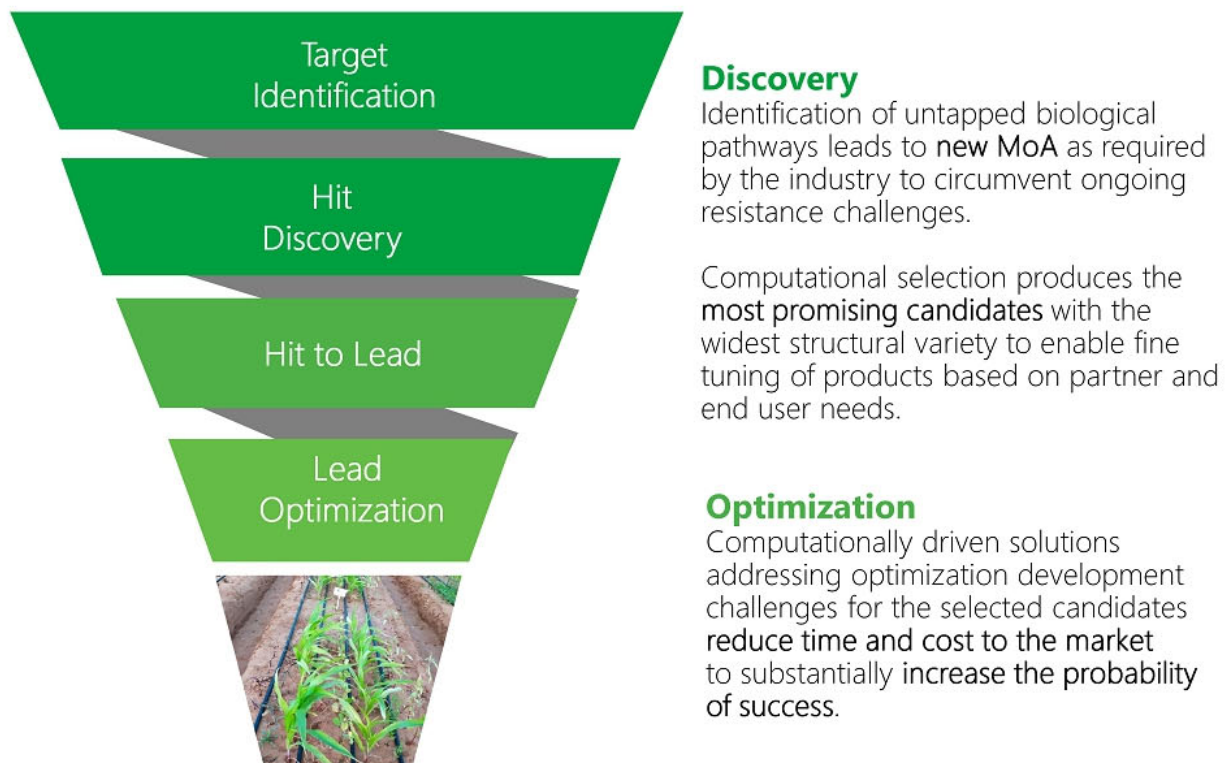 Target
Identification
Hit
Discovery
Hit to Lead
Lead
Optimization
Discovery
Identification of untapped biological
pathways leads to new MoA as required
by the industry to circumvent ongoing
resistance challenges.
Computational selection produces the
most promising candidates with the
widest structural variety to enable fine
tuning of products based on partner and
end user needs.
Optimization
Computationally driven solutions
addressing optimization development
challenges for the selected candidates
reduce time and cost to the market
to substantially increase the probability
of success.